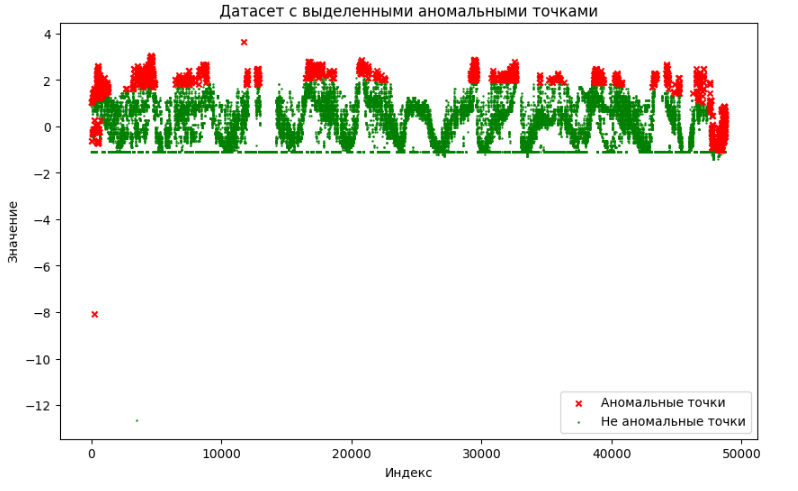 Датасет с выделенными аномальными точками
4
2
0
−2
−4
−6
−8
−10
−12
Значение
0 10000 20000 30000 40000 50000
Индекс
Аномальные точки
Не аномальные точки